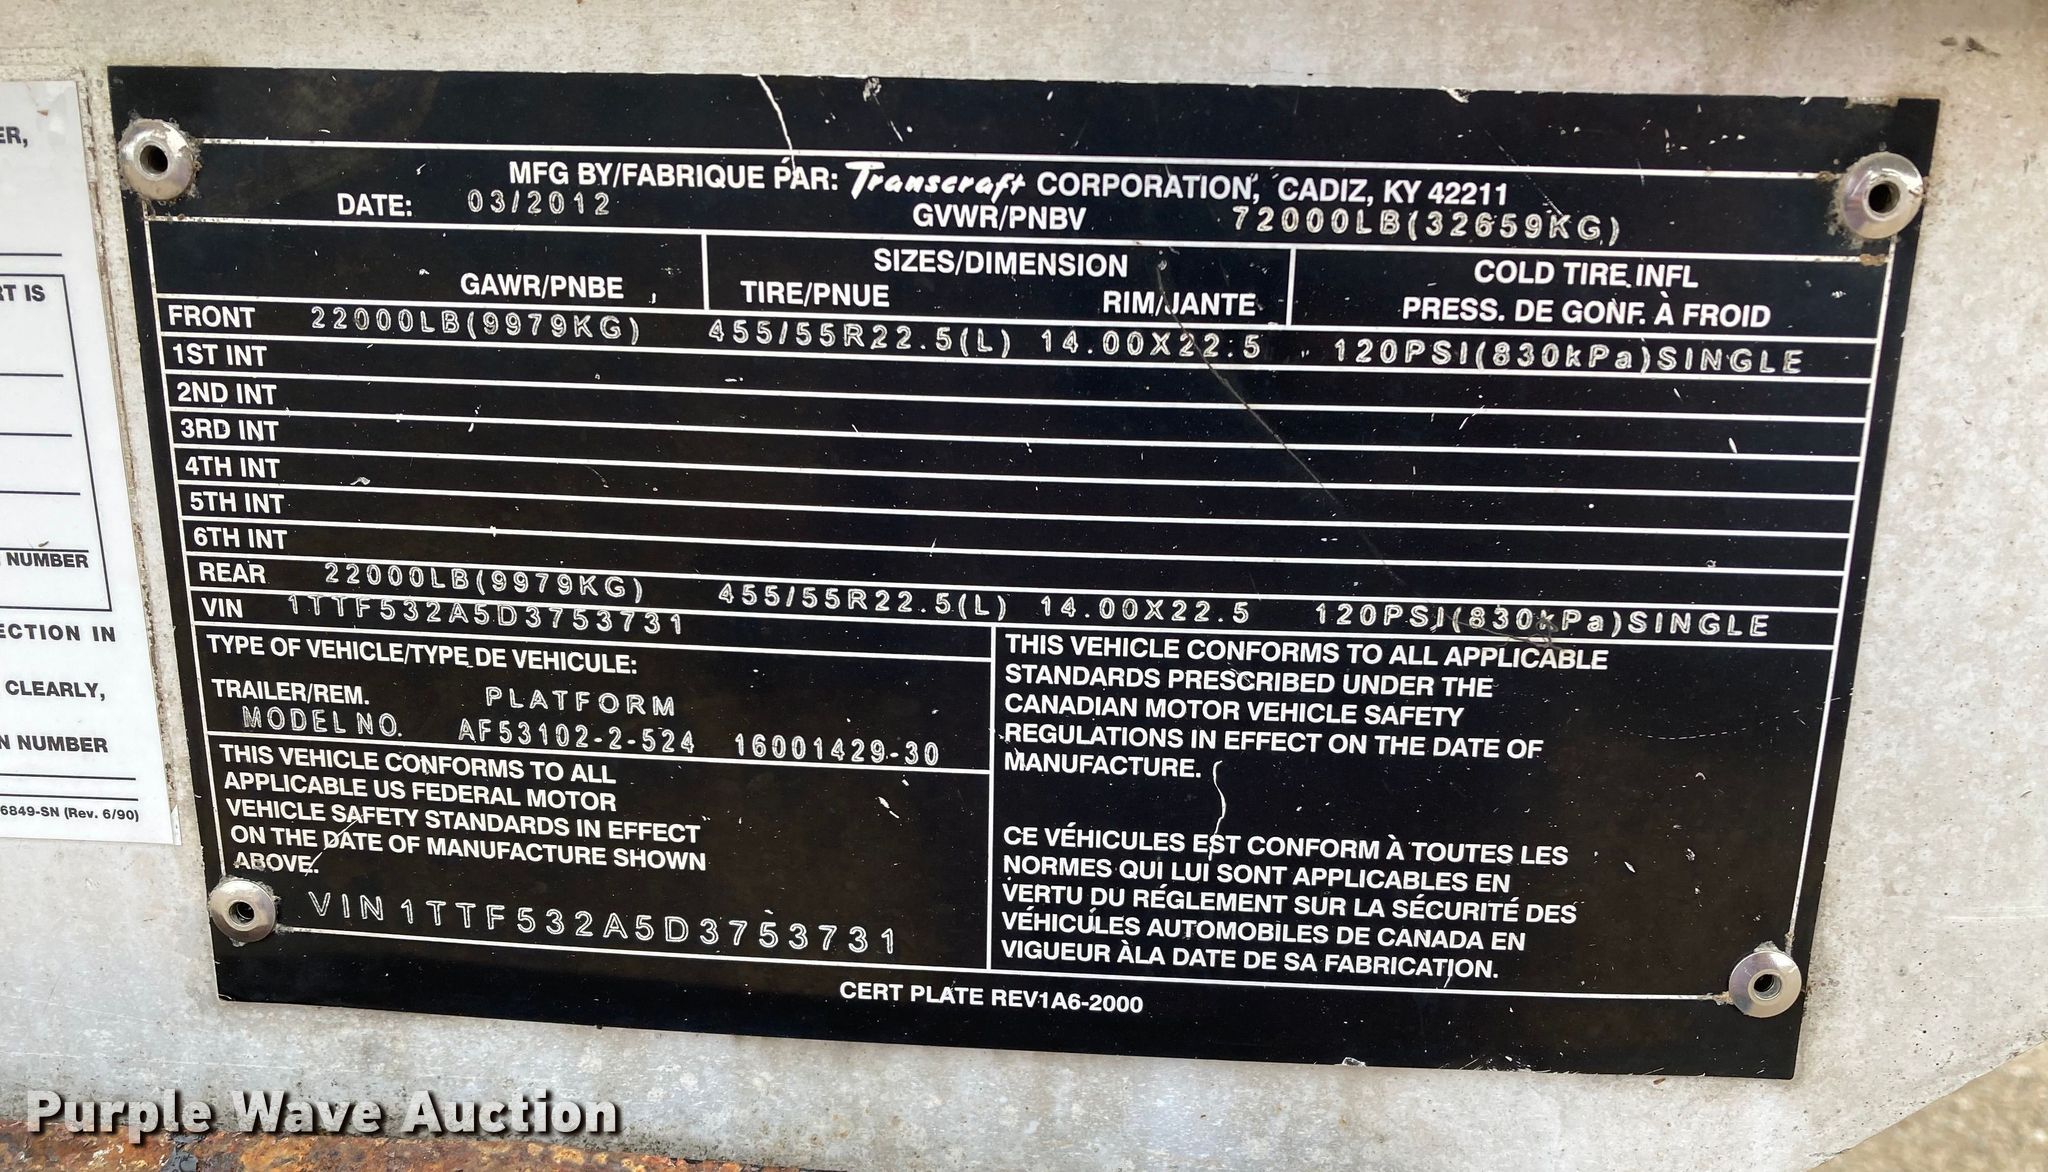 ER,
RT IS
NUMBER
ECTION IN
CLEARLY,
N NUMBER
6849-SN (Rev. 6/90)
MFG BY/FABRIQUE PAR: Transcraft CORPORATION, CADIZ, KY 42211
DATE: 03/2012 GVWR/PNBV 72000LB(32659KG)
SIZES/DIMENSION COLD TIRE INFL
GAWR/PNBE TIRE/PNUE RIM/JANTE PRESS. DE GONF. À FROID
FRONT 22000LB(9979KG) 455/55R22.5(L) 14.00X22.5 120PSI(830kPa)SINGLE
1ST INT
2ND INT
3RD INT
4TH INT
5TH INT
6TH INT
REAR 22000LB(9979KG) 455/55R22.5(L) 14.00X22.5 120PSI(830kPa)SINGLE
VIN 1TTF532A5D3753731
TYPE OF VEHICLE/TYPE DE VEHICULE:
TRAILER/REM. PLATFORM
MODEL NO. AF53102-2-524 16001429-30
THIS VEHICLE CONFORMS TO ALL
APPLICABLE US FEDERAL MOTOR
VEHICLE SAFETY STANDARDS IN EFFECT
ON THE DATE OF MANUFACTURE SHOWN
ABOVE.
VIN 1TTF532A5D3753731
THIS VEHICLE CONFORMS TO ALL APPLICABLE
STANDARDS PRESCRIBED UNDER THE
CANADIAN MOTOR VEHICLE SAFETY
REGULATIONS IN EFFECT ON THE DATE OF
MANUFACTURE.
CE VÉHICULES EST CONFORM À TOUTES LES
NORMES QUI LUI SONT APPLICABLES EN
VERTU DU RÉGLEMENT SUR LA SÉCURITÉ DES
VÉHICULES AUTOMOBILES DE CANADA EN
VIGUEUR ÀLA DATE DE SA FABRICATION.
CERT PLATE REV1A6-2000
Purple Wave Auction